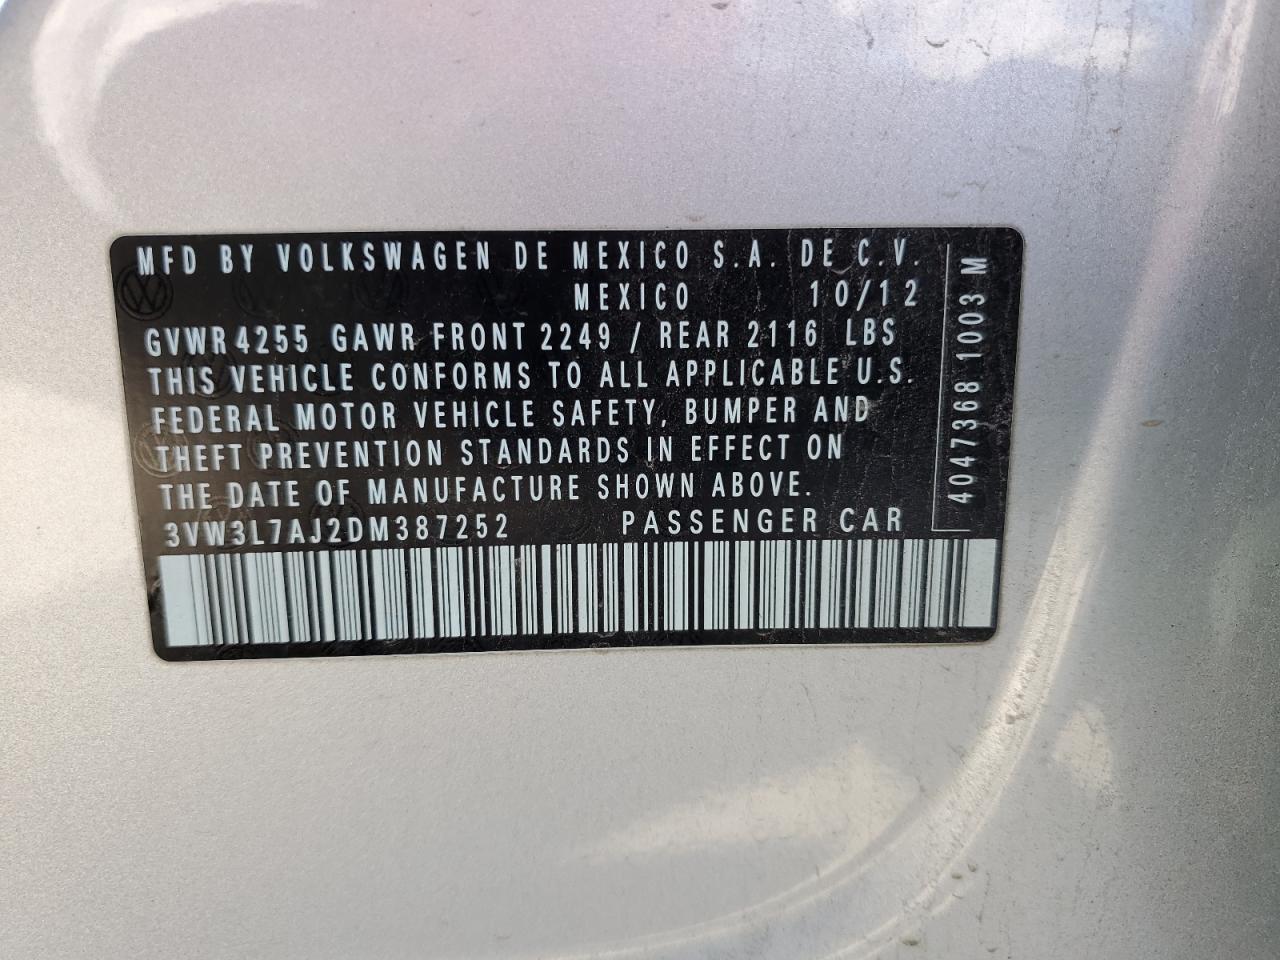 MFD BY VOLKSWAGEN DE MEXICO S.A. DE C.V.
MEXICO 10/12
GVWR 4255 GAWR FRONT 2249 / REAR 2116 LBS
THIS VEHICLE CONFORMS TO ALL APPLICABLE U.S.
FEDERAL MOTOR VEHICLE SAFETY, BUMPER AND
THEFT PREVENTION STANDARDS IN EFFECT ON
THE DATE OF MANUFACTURE SHOWN ABOVE.
3VW3L7AJ2DM387252 PASSENGER CAR
4047368 1003 M